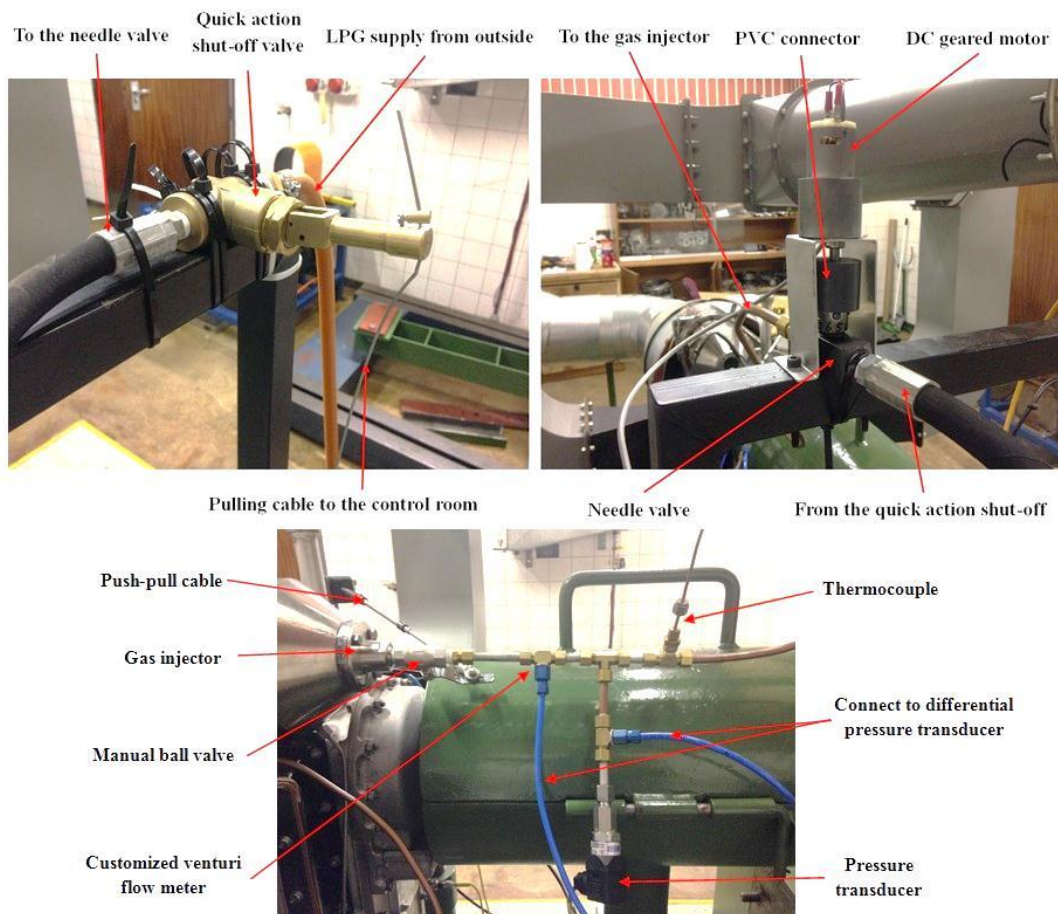 To the needle valve
Quick action
shut-off valve
LPG supply from outside
To the gas injector
PVC connector
DC geared motor
Pulling cable to the control room
Needle valve
From the quick action shut-off
Push-pull cable
Gas injector
Manual ball valve
Customized venturi
flow meter
Thermocouple
Connect to differential
pressure transducer
Pressure
transducer